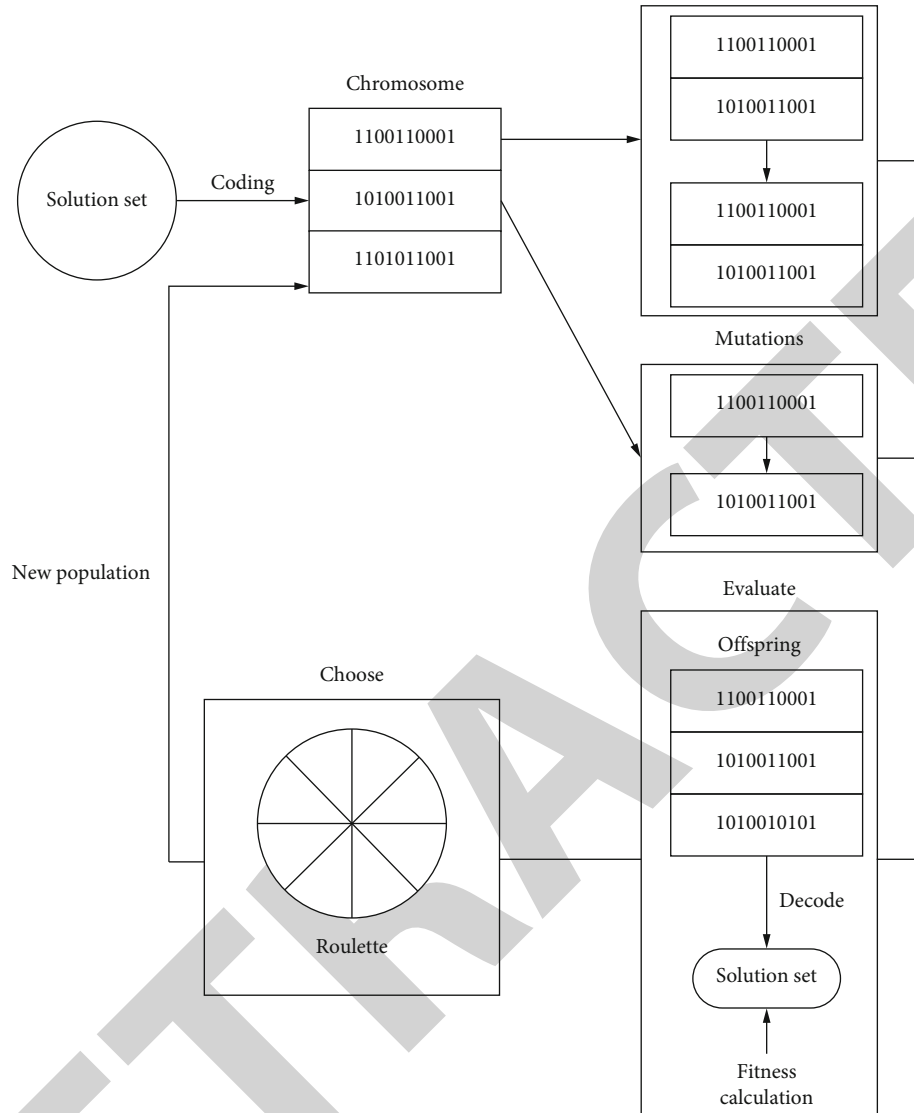 Solution set
Coding
Chromosome
1100110001
1010011001
1101011001
1100110001
1010011001
1100110001
1010011001
Mutations
1100110001
1010011001
New population
Choose
Roulette
Evaluate
Offspring
1100110001
1010011001
1010010101
Decode
Solution set
Fitness
calculation